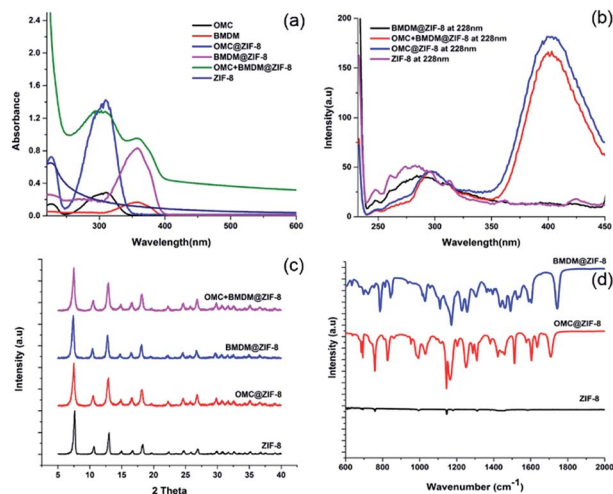 (a)
OMC
BMDM
OMC@ZIF-8
BMDM@ZIF-8
OMC+BMDM@ZIF-8
ZIF-8
Absorbance
2.4
2.0
1.6
1.2
0.8
0.4
0.0
300
400
500
600
Wavelength(nm)
(b)
BMDM@ZIF-8 at 228nm
OMC+BMDM@ZIF-8 at 228nm
OMC@ZIF-8 at 228nm
ZIF-8 at 228nm
Intensity(a.u)
200
150
100
50
0
250
300
350
400
450
Wavelength(nm)
(c)
OMC+BMDM@ZIF-8
BMDM@ZIF-8
OMC@ZIF-8
ZIF-8
Intensity (a.u)
0
5
10
15
20
25
30
35
40
2 Theta
(d)
BMDM@ZIF-8
OMC@ZIF-8
ZIF-8
Intensity (a.u)
600
800
1000
1200
1400
1600
1800
2000
Wavenumber (cm⁻¹)